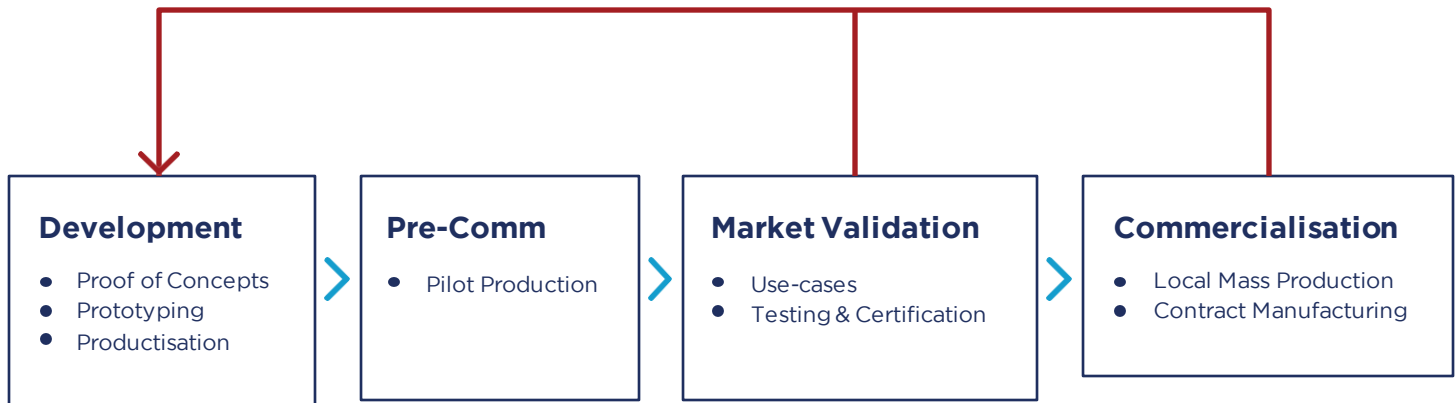 Development
• Proof of Concepts
• Prototyping
• Productisation
Pre-Comm
• Pilot Production
Market Validation
• Use-cases
• Testing & Certification
Commercialisation
• Local Mass Production
• Contract Manufacturing